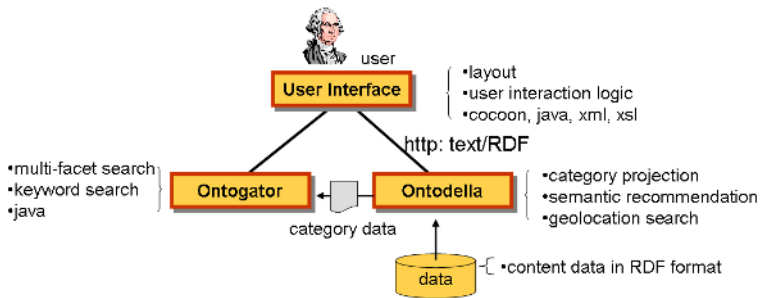 user
User Interface
•layout
•user interaction logic
•cocoon, java, xml, xsl
http: text/RDF
•multi-facet search
•keyword search
•java
Ontogator
Ontodella
•category projection
•semantic recommendation
•geolocation search
category data
data
•content data in RDF format